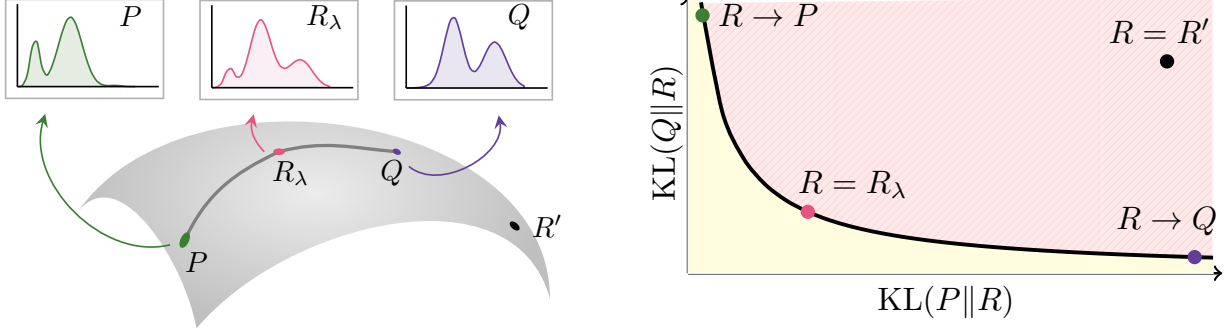 P
R_λ
Q
R_λ
Q
R′
P
R → P
R = R′
KL(Q∥R)
R = R_λ
R → Q
KL(P∥R)